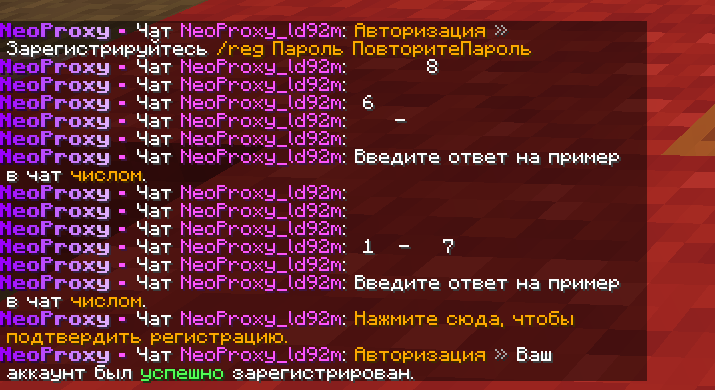 NeoProxy - Чат NeoProxy_ld92m: Авторизация »
Зарегистрируйтесь /reg Пароль ПовторитеПароль
NeoProxy - Чат NeoProxy_ld92m: 8
NeoProxy - Чат NeoProxy_ld92m:
NeoProxy - Чат NeoProxy_ld92m: 6
NeoProxy - Чат NeoProxy_ld92m: -
NeoProxy - Чат NeoProxy_ld92m:
NeoProxy - Чат NeoProxy_ld92m: Введите ответ на пример
в чат числом.
NeoProxy - Чат NeoProxy_ld92m:
NeoProxy - Чат NeoProxy_ld92m:
NeoProxy - Чат NeoProxy_ld92m:
NeoProxy - Чат NeoProxy_ld92m: 1 - 7
NeoProxy - Чат NeoProxy_ld92m:
NeoProxy - Чат NeoProxy_ld92m: Введите ответ на пример
в чат числом.
NeoProxy - Чат NeoProxy_ld92m: Нажмите сюда, чтобы
подтвердить регистрацию.
NeoProxy - Чат NeoProxy_ld92m: Авторизация » Ваш
аккаунт был успешно зарегистрирован.